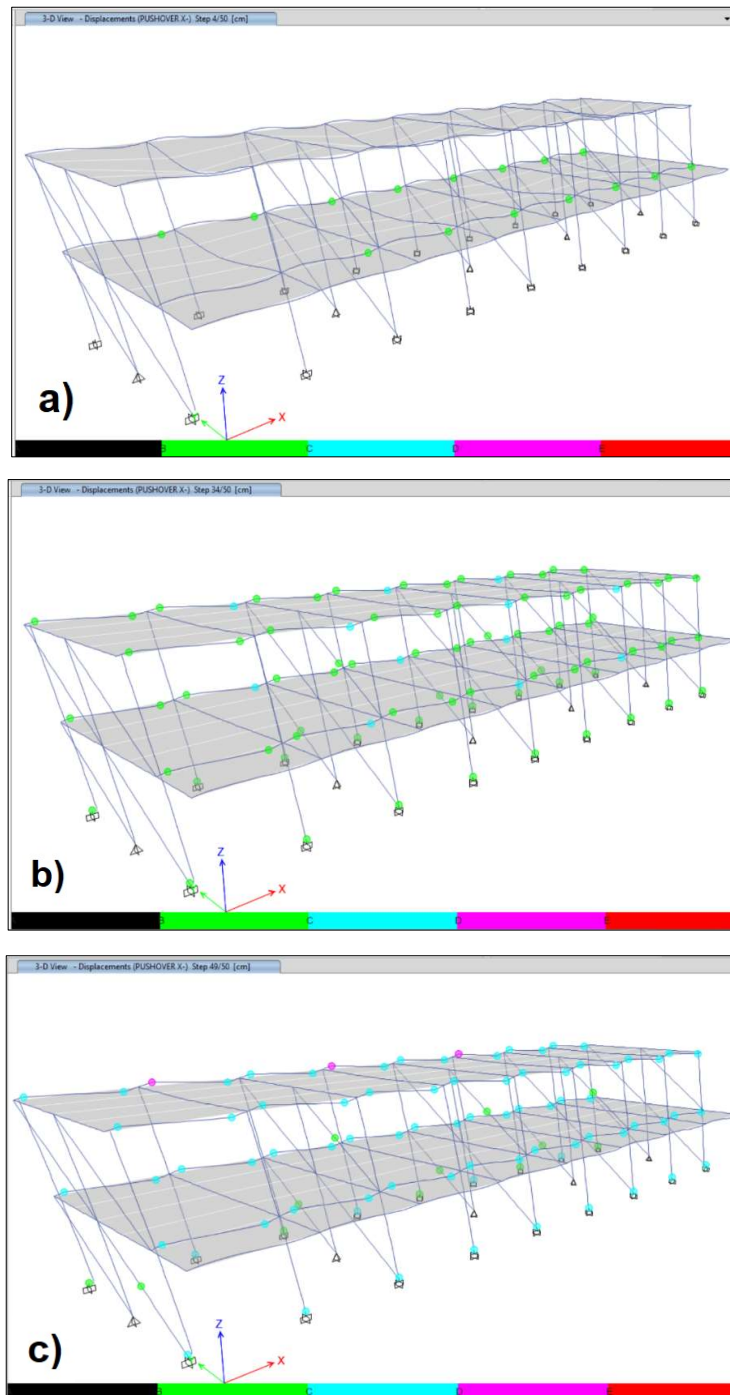 3-D View - Displacements (PUSHOVER X-) Step 4/50 [cm]
a)
Z
X
B C D E
3-D View - Displacements (PUSHOVER X-) Step 34/50 [cm]
b)
Z
X
B C D E
3-D View - Displacements (PUSHOVER X-) Step 49/50 [cm]
c)
Z
X
B C D E